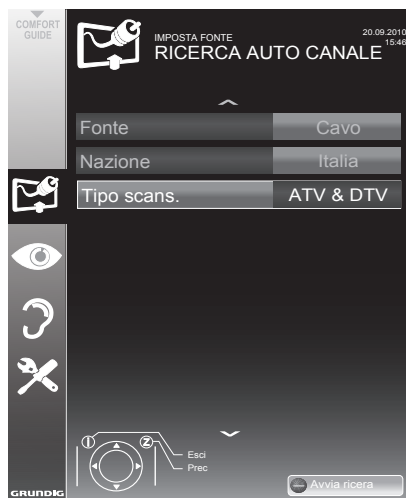 COMFORT
GUIDE
IMPOSTA FONTE
RICERCA AUTO CANALE
20.09.2010
15:46
Fonte Cavo
Nazione Italia
Tipo scans. ATV & DTV
Z
Esci
Prec
Avvia ricera
GRUNDIG